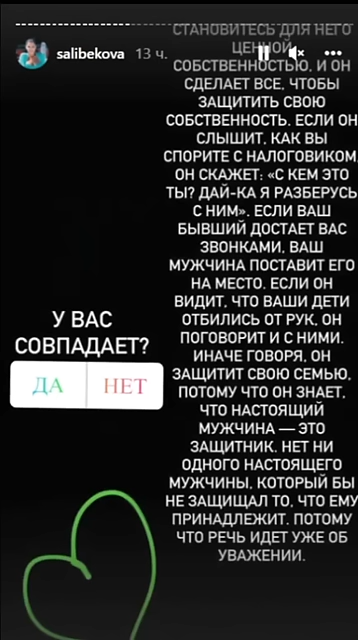 salibekova 13 ч.
СТАНОВИТЕСЬ ДЛЯ НЕГО
ЦЕННОЙ
СОБСТВЕННОСТЬЮ. И ОН
СДЕЛАЕТ ВСЕ, ЧТОБЫ
ЗАЩИТИТЬ СВОЮ
СОБСТВЕННОСТЬ. ЕСЛИ ОН
СЛЫШИТ, КАК ВЫ
СПОРИТЕ С НАЛОГОВИКОМ,
ОН СКАЖЕТ: «С КЕМ ЭТО
ТЫ? ДАЙ-КА Я РАЗБЕРУСЬ
С НИМ». ЕСЛИ ВАШ
БЫВШИЙ ДОСТАЕТ ВАС
ЗВОНКАМИ, ВАШ
МУЖЧИНА ПОСТАВИТ ЕГО
НА МЕСТО. ЕСЛИ ОН
ВИДИТ, ЧТО ВАШИ ДЕТИ
ОТБИЛИСЬ ОТ РУК, ОН
ПОГОВОРИТ И С НИМИ.
ИНАЧЕ ГОВОРЯ, ОН
ЗАЩИТИТ СВОЮ СЕМЬЮ,
ПОТОМУ ЧТО ОН ЗНАЕТ,
ЧТО НАСТОЯЩИЙ
МУЖЧИНА — ЭТО
ЗАЩИТНИК. НЕТ НИ
ОДНОГО НАСТОЯЩЕГО
МУЖЧИНЫ, КОТОРЫЙ БЫ
НЕ ЗАЩИЩАЛ ТО, ЧТО ЕМУ
ПРИНАДЛЕЖИТ. ПОТОМУ
ЧТО РЕЧЬ ИДЕТ УЖЕ ОБ
УВАЖЕНИИ.
У ВАС
СОВПАДАЕТ?
ДА НЕТ